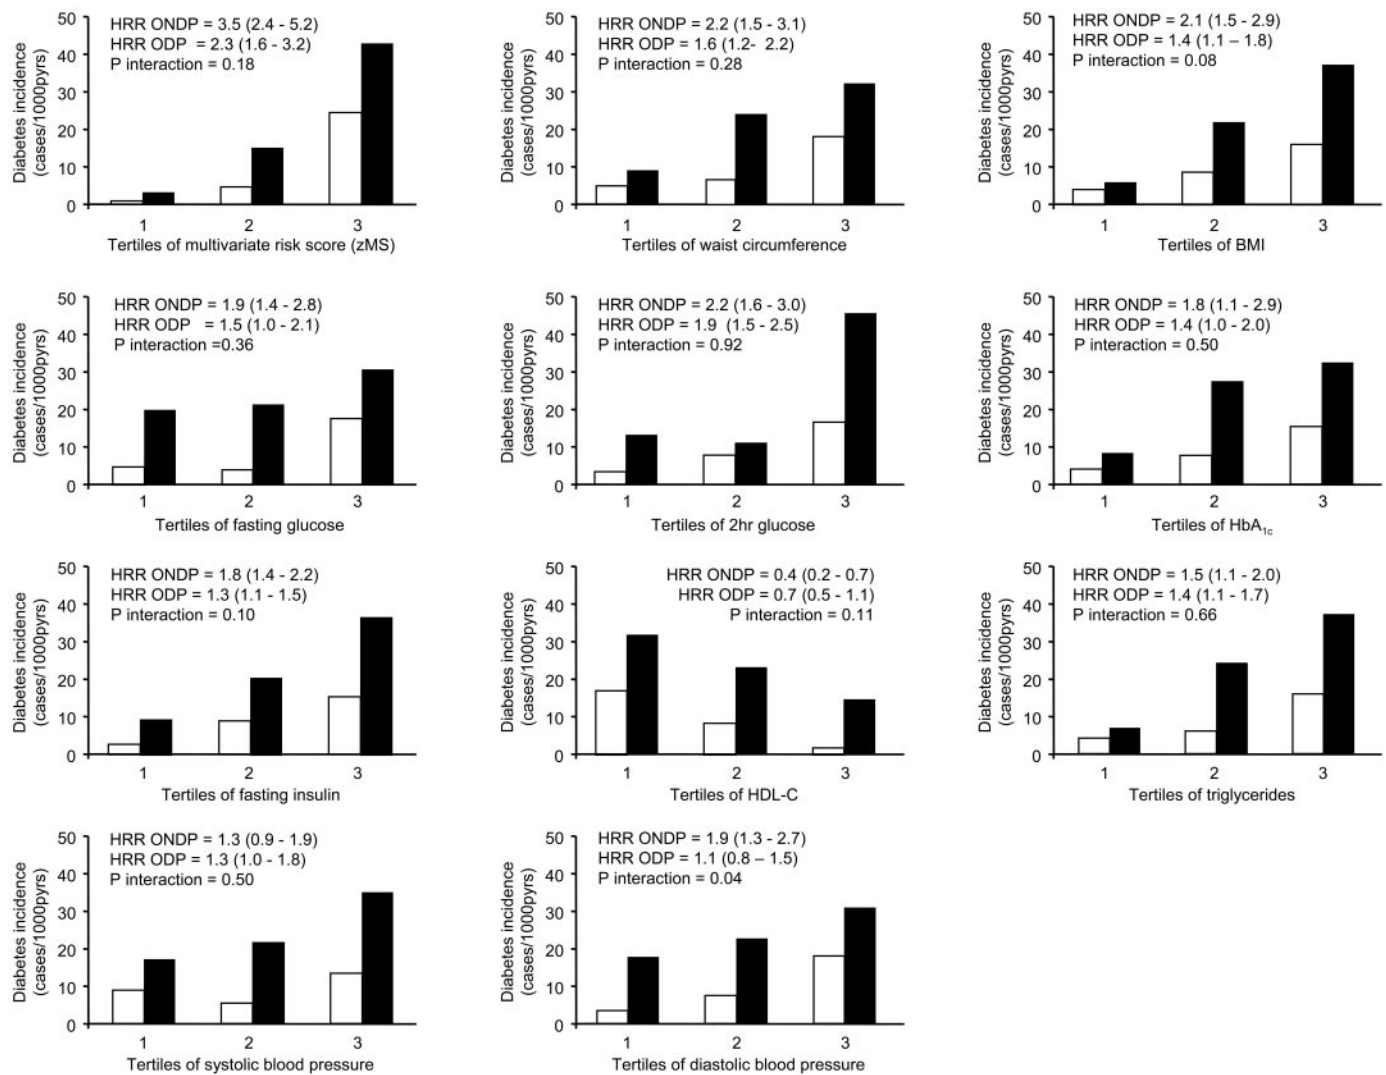 Diabetes incidence
(cases/1000pyrs)
50
40
30
20
10
0
HRR ONDP = 3.5 (2.4 - 5.2)
HRR ODP = 2.3 (1.6 - 3.2)
P interaction = 0.18
1 2 3
Tertiles of multivariate risk score (zMS)
Diabetes incidence
(cases/1000pyrs)
50
40
30
20
10
0
HRR ONDP = 2.2 (1.5 - 3.1)
HRR ODP = 1.6 (1.2- 2.2)
P interaction = 0.28
1 2 3
Tertiles of waist circumference
Diabetes incidence
(cases/1000pyrs)
50
40
30
20
10
0
HRR ONDP = 2.1 (1.5 - 2.9)
HRR ODP = 1.4 (1.1 – 1.8)
P interaction = 0.08
1 2 3
Tertiles of BMI
Diabetes incidence
(cases/1000pyrs)
50
40
30
20
10
0
HRR ONDP = 1.9 (1.4 - 2.8)
HRR ODP = 1.5 (1.0 - 2.1)
P interaction =0.36
1 2 3
Tertiles of fasting glucose
Diabetes incidence
(cases/1000pyrs)
50
40
30
20
10
0
HRR ONDP = 2.2 (1.6 - 3.0)
HRR ODP = 1.9 (1.5 - 2.5)
P interaction = 0.92
1 2 3
Tertiles of 2hr glucose
Diabetes incidence
(cases/1000pyrs)
50
40
30
20
10
0
HRR ONDP = 1.8 (1.1 - 2.9)
HRR ODP = 1.4 (1.0 - 2.0)
P interaction = 0.50
1 2 3
Tertiles of HbA1c
Diabetes incidence
(cases/1000pyrs)
50
40
30
20
10
0
HRR ONDP = 1.8 (1.4 - 2.2)
HRR ODP = 1.3 (1.1 - 1.5)
P interaction = 0.10
1 2 3
Tertiles of fasting insulin
Diabetes incidence
(cases/1000pyrs)
50
40
30
20
10
0
HRR ONDP = 0.4 (0.2 - 0.7)
HRR ODP = 0.7 (0.5 - 1.1)
P interaction = 0.11
1 2 3
Tertiles of HDL-C
Diabetes incidence
(cases/1000pyrs)
50
40
30
20
10
0
HRR ONDP = 1.5 (1.1 - 2.0)
HRR ODP = 1.4 (1.1 - 1.7)
P interaction = 0.66
1 2 3
Tertiles of triglycerides
Diabetes incidence
(cases/1000pyrs)
50
40
30
20
10
0
HRR ONDP = 1.3 (0.9 - 1.9)
HRR ODP = 1.3 (1.0 - 1.8)
P interaction = 0.50
1 2 3
Tertiles of systolic blood pressure
Diabetes incidence
(cases/1000pyrs)
50
40
30
20
10
0
HRR ONDP = 1.9 (1.3 - 2.7)
HRR ODP = 1.1 (0.8 – 1.5)
P interaction = 0.04
1 2 3
Tertiles of diastolic blood pressure